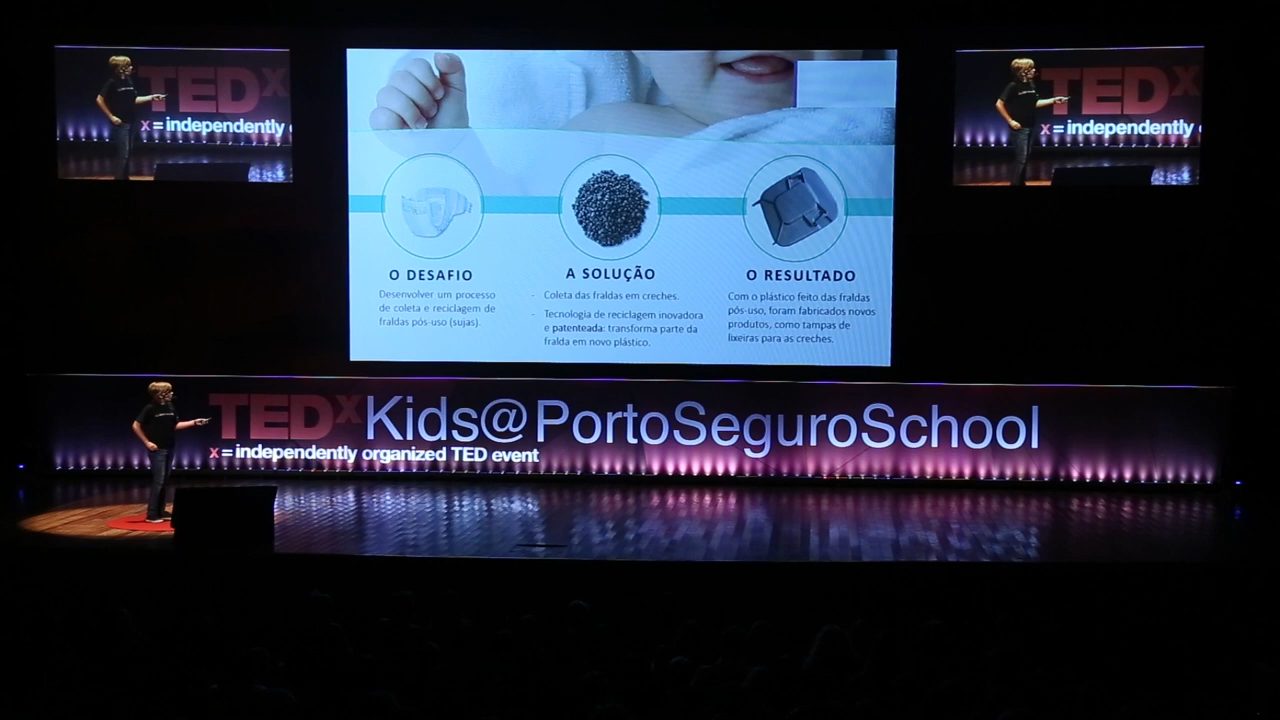 TEDx
x=independently
TEDx
x=independently
O DESAFIO
Desenvolver um processo
de coleta e reciclagem de
fraldas pós-uso (sujas).
A SOLUÇÃO
- Coleta das fraldas em creches.
- Tecnologia de reciclagem inovadora
e patenteada: transforma parte da
fralda em novo plástico.
O RESULTADO
Com o plástico feito das fraldas
pós-uso, foram fabricados novos
produtos, como tampas de
lixeiras para as creches.
TEDxKids@PortoSeguroSchool
x=independently organized TED event